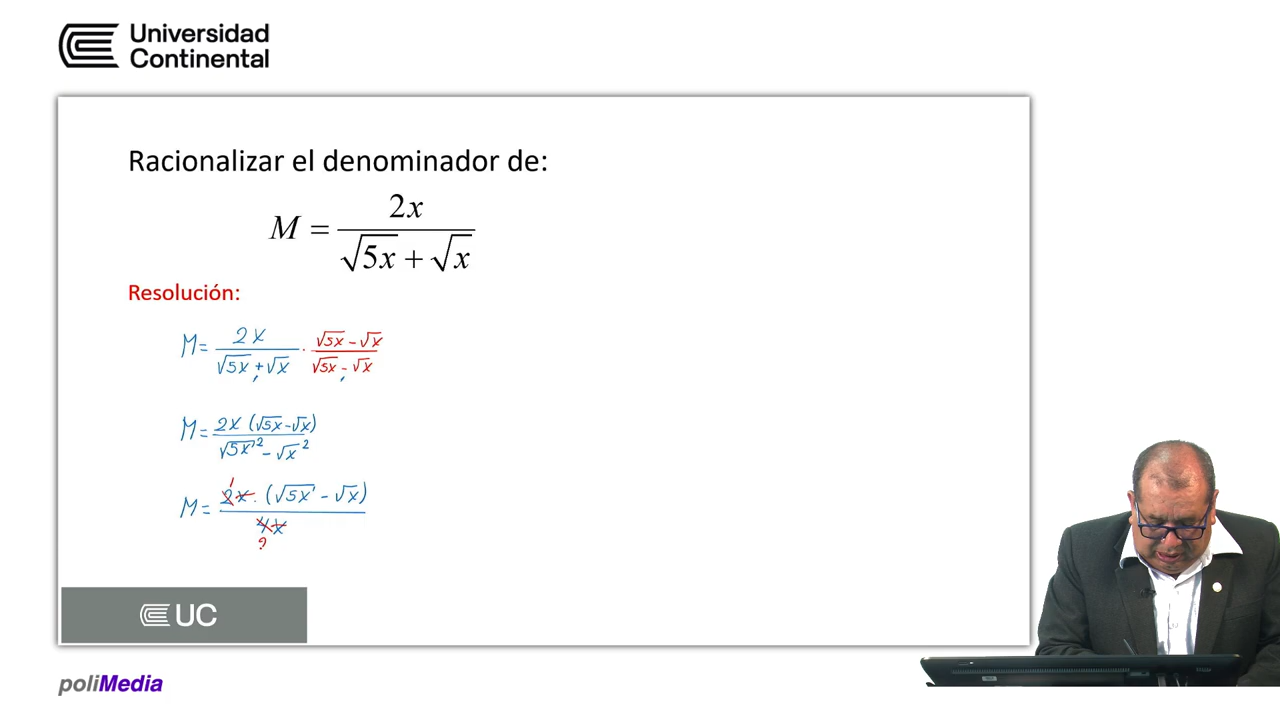 Universidad
Continental
Racionalizar el denominador de:
M = 2x / (√5x + √x)
Resolución:
M = 2x / (√5x + √x) · (√5x − √x) / (√5x − √x)
M = 2x (√5x − √x) / (√5x² − √x²)
M = 2x · (√5x − √x) / 4x
1
UC
poliMedia